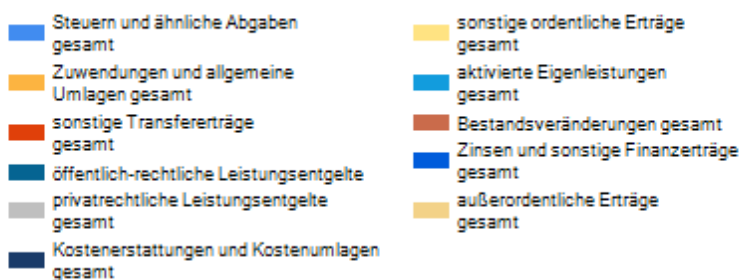 Steuern und ähnliche Abgaben
gesamt
Zuwendungen und allgemeine
Umlagen gesamt
sonstige Transfererträge
gesamt
öffentlich-rechtliche Leistungsentgelte
privatrechtliche Leistungsentgelte
gesamt
Kostenerstattungen und Kostenumlagen
gesamt
sonstige ordentliche Erträge
gesamt
aktivierte Eigenleistungen
gesamt
Bestandsveränderungen gesamt
Zinsen und sonstige Finanzerträge
gesamt
außerordentliche Erträge
gesamt